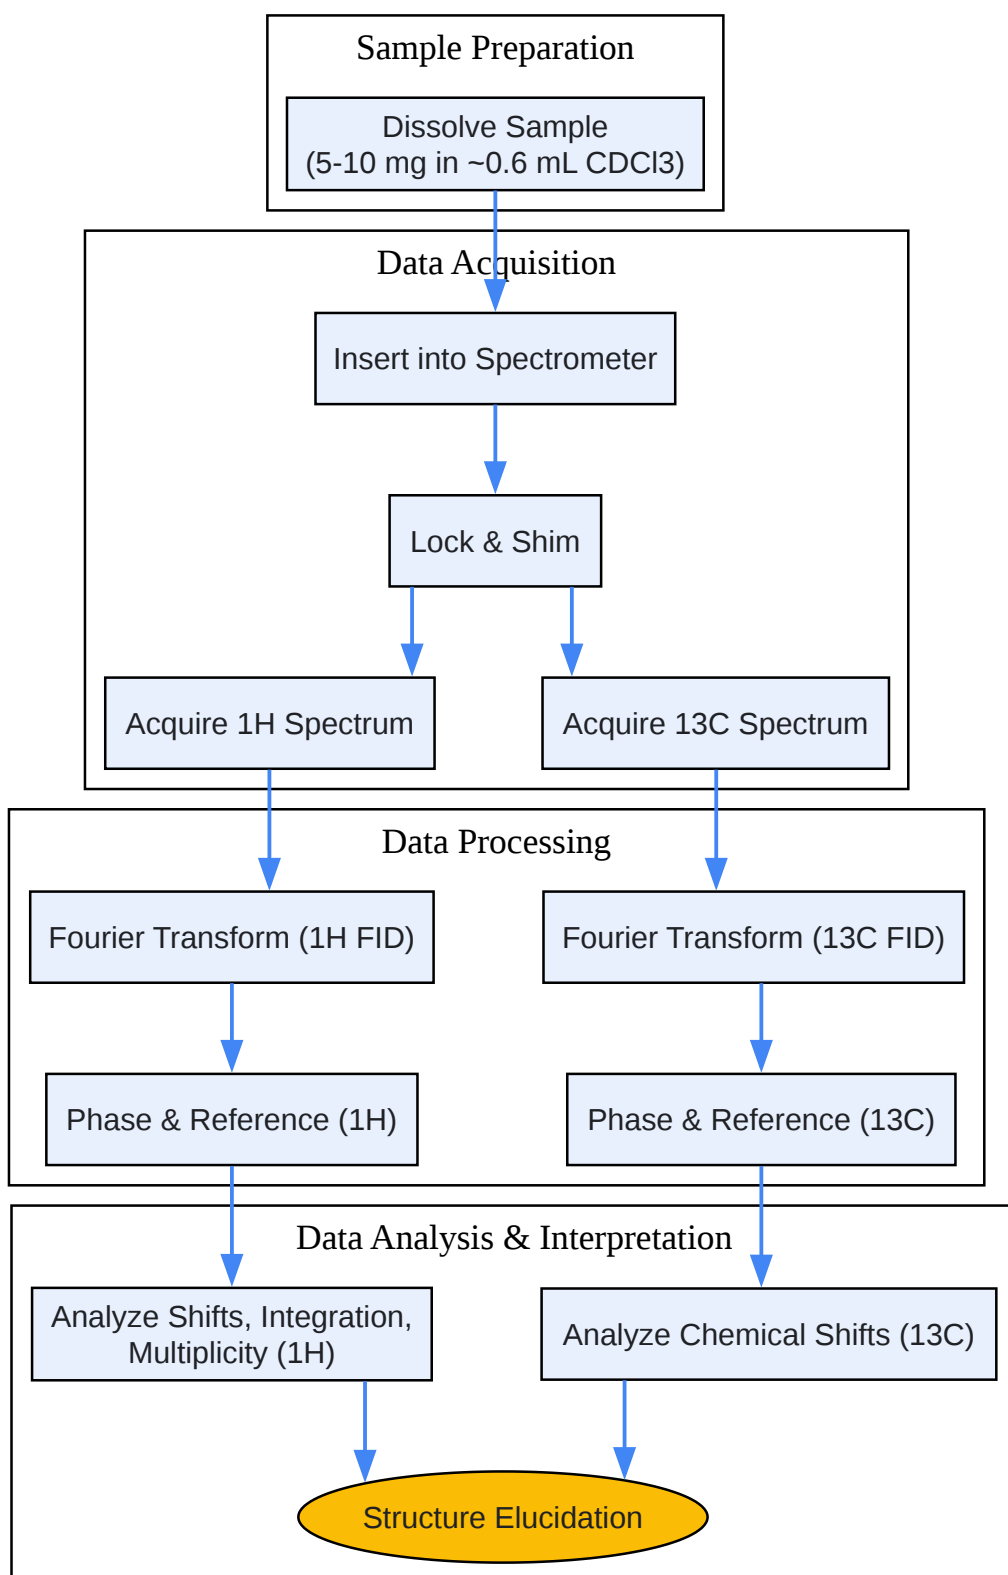 Sample Preparation
Dissolve Sample
(5-10 mg in ~0.6 mL CDCl3)
Data Acquisition
Insert into Spectrometer
Lock & Shim
Acquire 1H Spectrum
Acquire 13C Spectrum
Data Processing
Fourier Transform (1H FID)
Fourier Transform (13C FID)
Phase & Reference (1H)
Phase & Reference (13C)
Data Analysis & Interpretation
Analyze Shifts, Integration,
Multiplicity (1H)
Analyze Chemical Shifts (13C)
Structure Elucidation